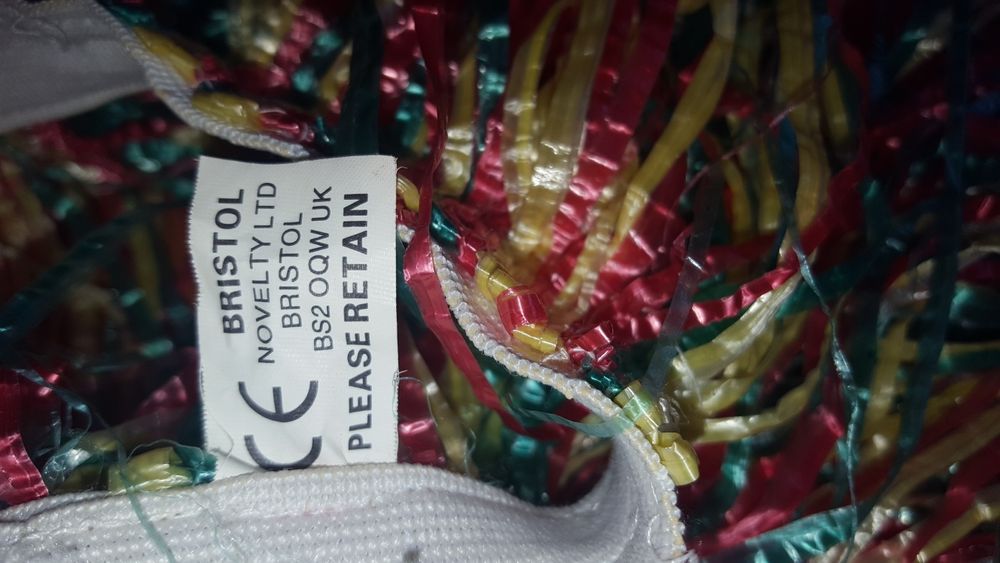 BRISTOL
NOVELTY LTD
BRISTOL
BS2 0QW UK
PLEASE RETAIN
CE